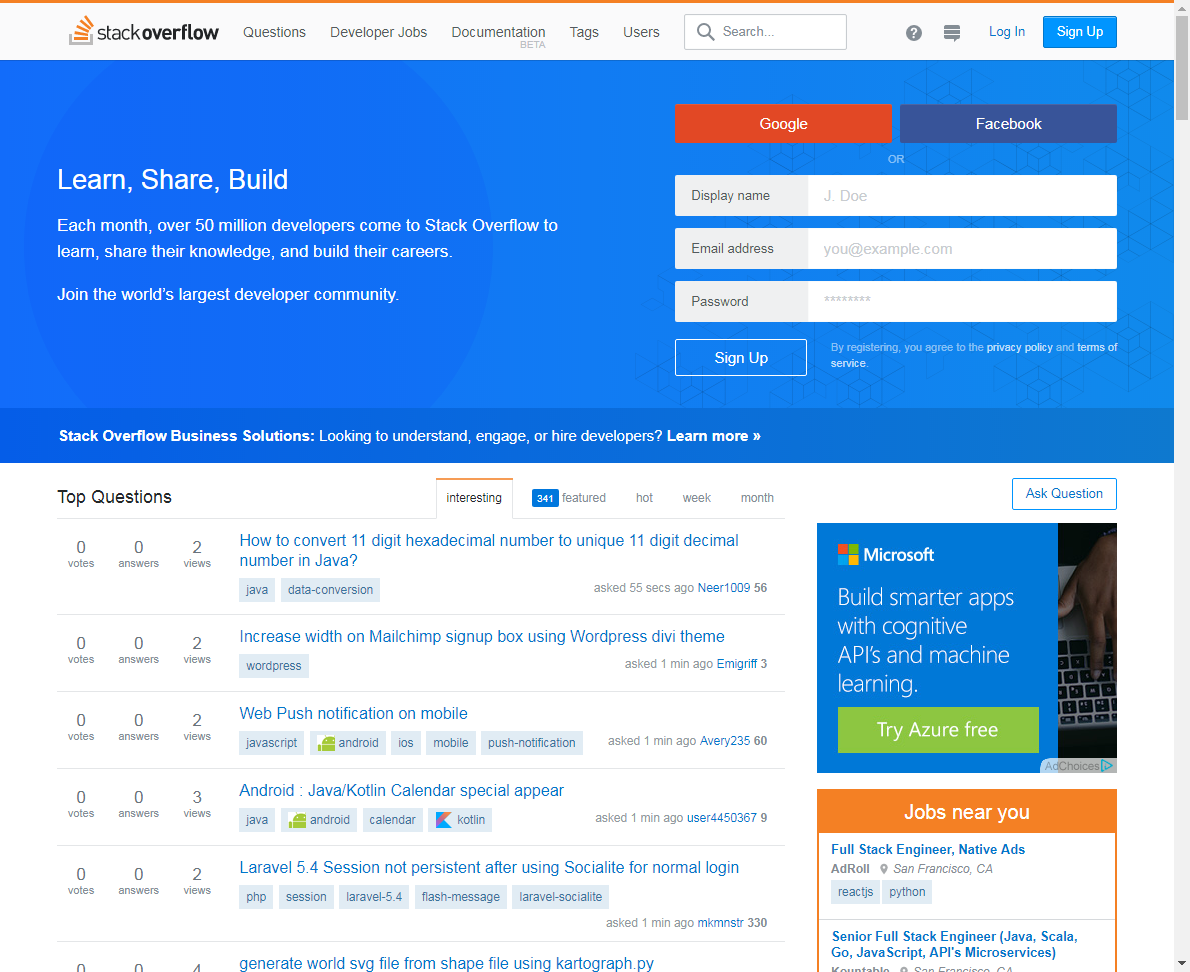 stack overflow Questions Developer Jobs Documentation Tags Users Search... ? Log In Sign Up
BETA
Google Facebook
OR
Learn, Share, Build
Each month, over 50 million developers come to Stack Overflow to
learn, share their knowledge, and build their careers.
Join the world’s largest developer community.
Display name J. Doe
Email address you@example.com
Password ********
Sign Up
By registering, you agree to the privacy policy and terms of
service.
Stack Overflow Business Solutions: Looking to understand, engage, or hire developers? Learn more »
Top Questions interesting 341 featured hot week month
0 0 2
votes answers views
How to convert 11 digit hexadecimal number to unique 11 digit decimal
number in Java?
java data-conversion
asked 55 secs ago Neer1009 56
0 0 2
votes answers views
Increase width on Mailchimp signup box using Wordpress divi theme
wordpress
asked 1 min ago Emigriff 3
0 0 2
votes answers views
Web Push notification on mobile
javascript android ios mobile push-notification
asked 1 min ago Avery235 60
0 0 3
votes answers views
Android : Java/Kotlin Calendar special appear
java android calendar kotlin
asked 1 min ago user4450367 9
0 0 2
votes answers views
Laravel 5.4 Session not persistent after using Socialite for normal login
php session laravel-5.4 flash-message laravel-socialite
asked 1 min ago mkmnstr 330
0 0 4
generate world svg file from shape file using kartograph.py
Ask Question
Microsoft
Build smarter apps
with cognitive
API’s and machine
learning.
Try Azure free
AdChoices
Jobs near you
Full Stack Engineer, Native Ads
AdRoll San Francisco, CA
reactjs python
Senior Full Stack Engineer (Java, Scala,
Go, JavaScript, API's Microservices)
Kountable San Francisco, CA